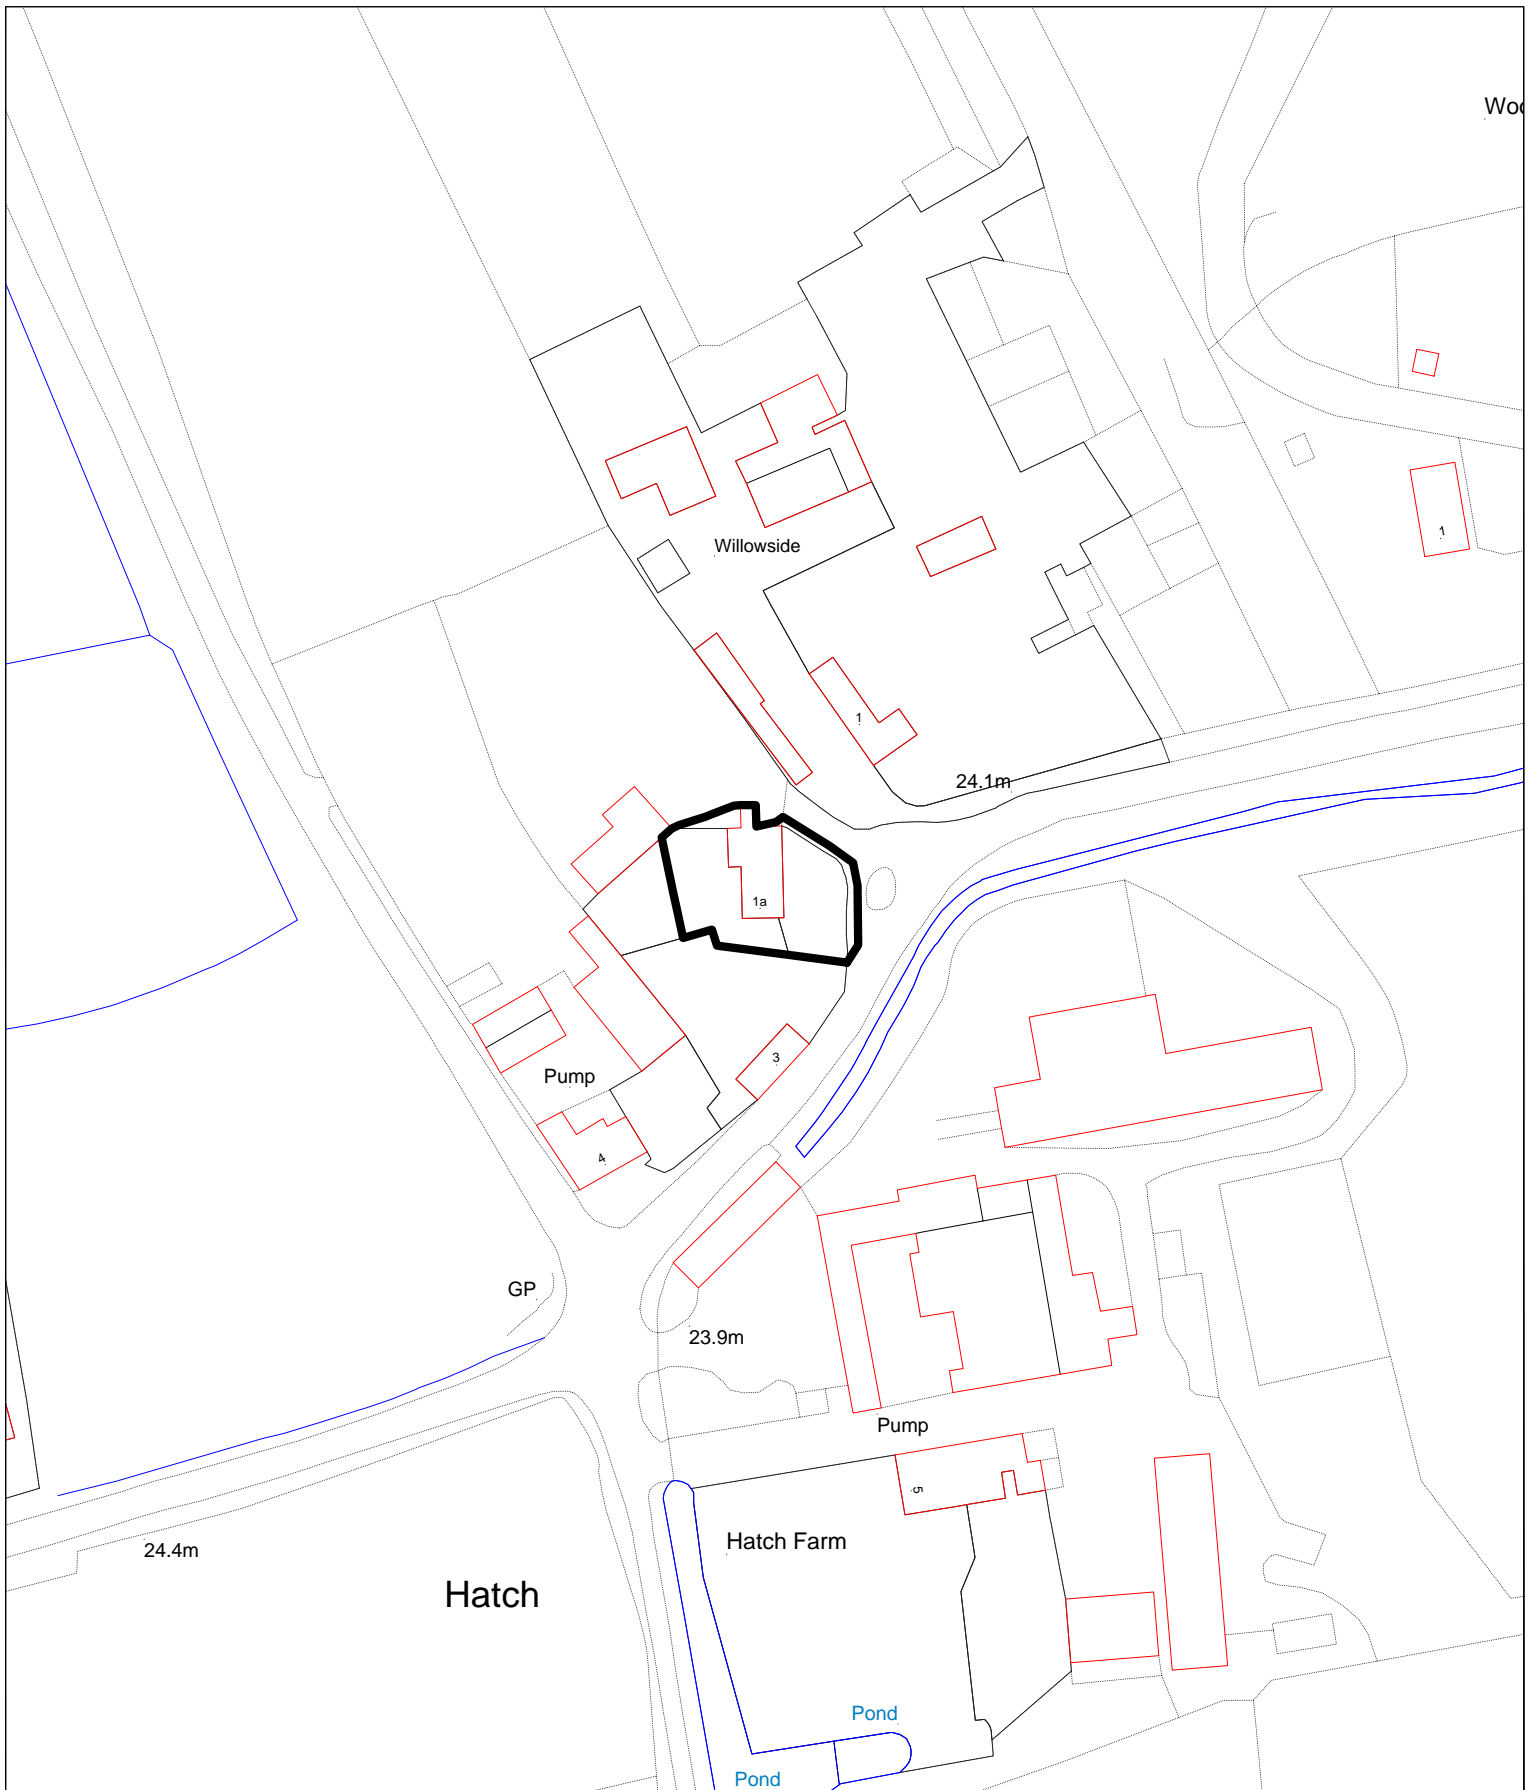 Woo
Willowside
1
1
24.1m
1a
3
Pump
4
GP
23.9m
Pump
5
Hatch Farm
24.4m
Hatch
Pond
Pond